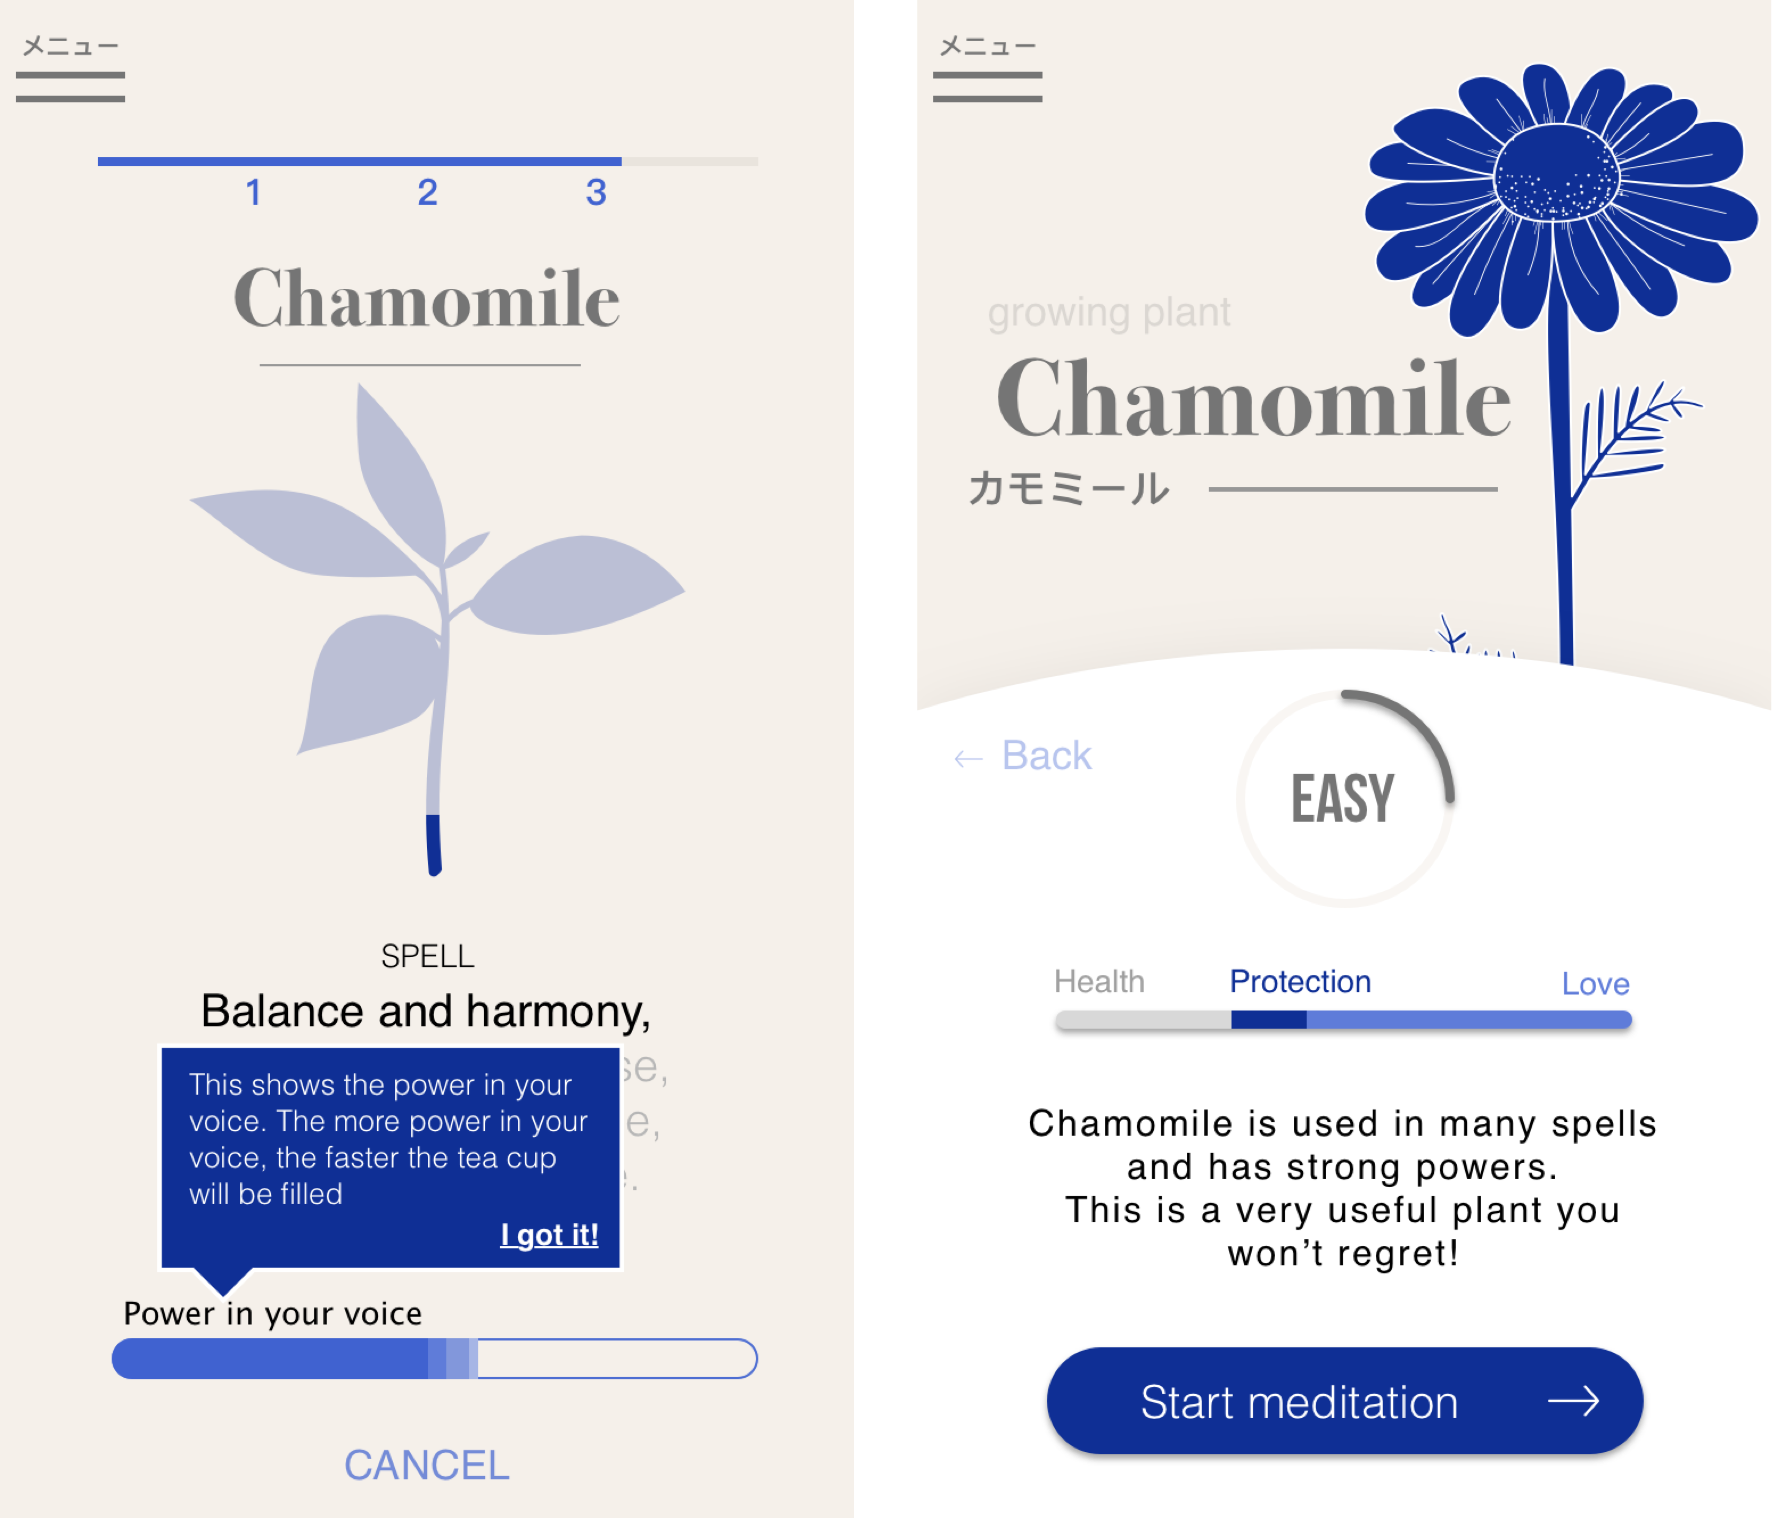 メニュー
1 2 3
Chamomile
SPELL
Balance and harmony,
se,
e,
.
This shows the power in your
voice. The more power in your
voice, the faster the tea cup
will be filled
I got it!
Power in your voice
CANCEL
メニュー
growing plant
Chamomile
カモミール
← Back
EASY
Health Protection Love
Chamomile is used in many spells
and has strong powers.
This is a very useful plant you
won’t regret!
Start meditation →